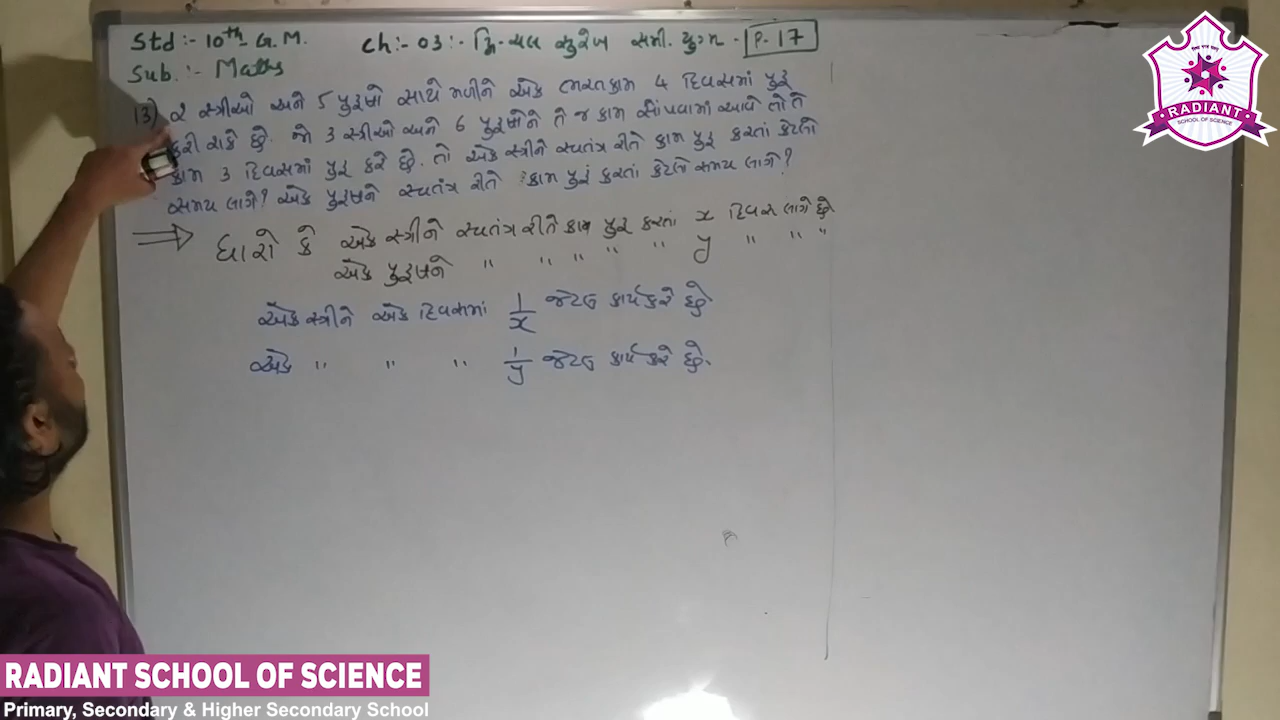 Std :- 10th G.M. Ch :- 03 :- દ્વિ-ચલ સુરેખ સમી. યુગ્મ - P-17
Sub. :- Maths
13) 2 સ્ત્રીઓ અને 5 પુરુષો સાથે મળીને એક ભરતકામ 4 દિવસમાં પુરૂ
કરી શકે છે. જો 3 સ્ત્રીઓ અને 6 પુરૂષોને તે જ કામ સોંપવામાં આવે તો તે
કામ 3 દિવસમાં પુરૂ કરે છે. તો એક સ્ત્રીને સ્વતંત્ર રીતે કામ પુરૂ કરતાં કેટલો
સમય લાગે? એક પુરૂષને સ્વતંત્ર રીતે કામ પુરૂં કરતાં કેટલો સમય લાગે?
⇒ ધારો કે એક સ્ત્રીને સ્વતંત્ર રીતે કામ પુરૂ કરતાં x દિવસ લાગે છે
એક પુરૂષને " " " " " " y " " "
એક સ્ત્રીને એક દિવસમાં 1/x જેટલુ કાર્ય કરે છે
એક " " " 1/y જેટલુ કાર્ય કરે છે.
RADIANT
SCHOOL OF SCIENCE
RADIANT SCHOOL OF SCIENCE
Primary, Secondary & Higher Secondary School